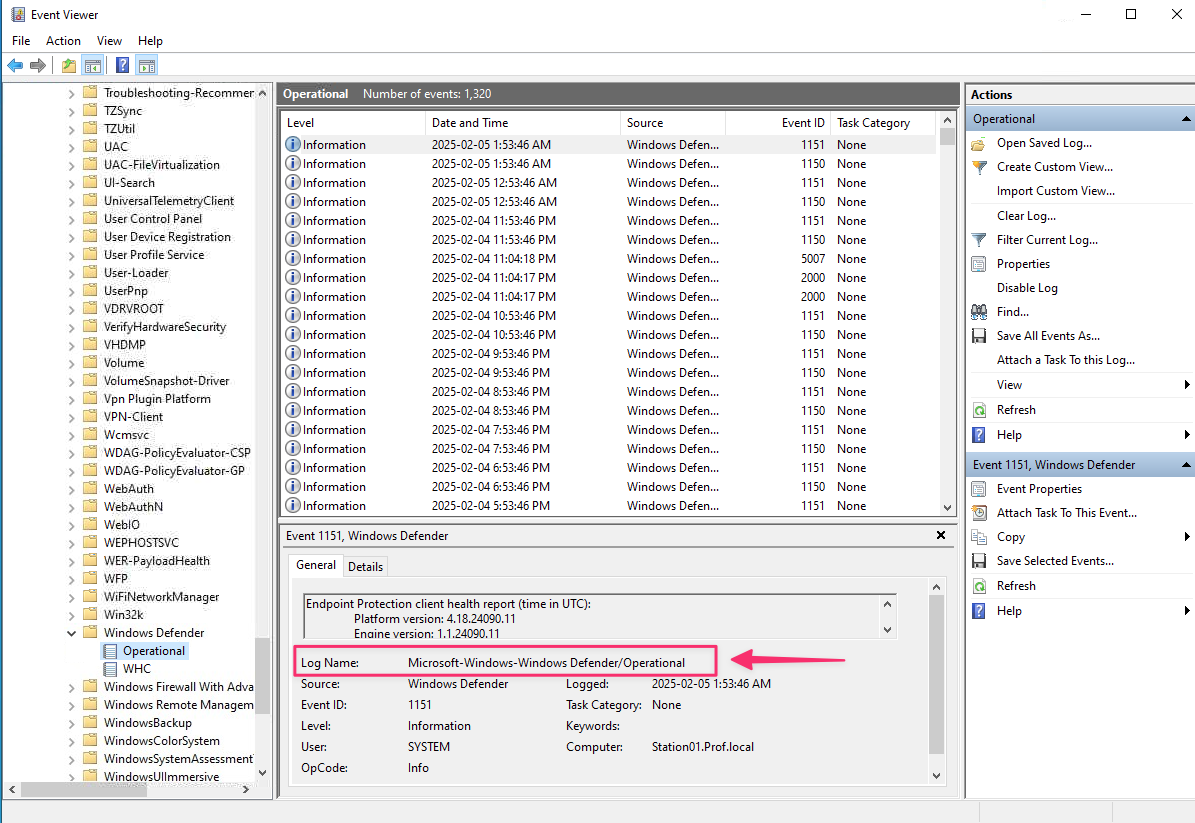 Event Viewer
File Action View Help
Troubleshooting-Recommer
TZSync
TZUtil
UAC
UAC-FileVirtualization
UI-Search
UniversalTelemetryClient
User Control Panel
User Device Registration
User Profile Service
User-Loader
UserPnp
VDRVROOT
VerifyHardwareSecurity
VHDMP
Volume
VolumeSnapshot-Driver
Vpn Plugin Platform
VPN-Client
Wcmsvc
WDAG-PolicyEvaluator-CSP
WDAG-PolicyEvaluator-GP
WebAuth
WebAuthN
WebIO
WEPHOSTSVC
WER-PayloadHealth
WFP
WiFiNetworkManager
Win32k
Windows Defender
Operational
WHC
Windows Firewall With Adva
Windows Remote Managem
WindowsBackup
WindowsColorSystem
WindowsSystemAssessment
WindowsUIImmersive
Operational Number of events: 1,320
Level Date and Time Source Event ID Task Category
Information 2025-02-05 1:53:46 AM Windows Defen... 1151 None
Information 2025-02-05 1:53:46 AM Windows Defen... 1150 None
Information 2025-02-05 12:53:46 AM Windows Defen... 1151 None
Information 2025-02-05 12:53:46 AM Windows Defen... 1150 None
Information 2025-02-04 11:53:46 PM Windows Defen... 1151 None
Information 2025-02-04 11:53:46 PM Windows Defen... 1150 None
Information 2025-02-04 11:04:18 PM Windows Defen... 5007 None
Information 2025-02-04 11:04:17 PM Windows Defen... 2000 None
Information 2025-02-04 11:04:17 PM Windows Defen... 2000 None
Information 2025-02-04 10:53:46 PM Windows Defen... 1151 None
Information 2025-02-04 10:53:46 PM Windows Defen... 1150 None
Information 2025-02-04 9:53:46 PM Windows Defen... 1151 None
Information 2025-02-04 9:53:46 PM Windows Defen... 1150 None
Information 2025-02-04 8:53:46 PM Windows Defen... 1151 None
Information 2025-02-04 8:53:46 PM Windows Defen... 1150 None
Information 2025-02-04 7:53:46 PM Windows Defen... 1151 None
Information 2025-02-04 7:53:46 PM Windows Defen... 1150 None
Information 2025-02-04 6:53:46 PM Windows Defen... 1151 None
Information 2025-02-04 6:53:46 PM Windows Defen... 1150 None
Information 2025-02-04 5:53:46 PM Windows Defen... 1151 None
Event 1151, Windows Defender
General Details
Endpoint Protection client health report (time in UTC):
Platform version: 4.18.24090.11
Engine version: 1.1.24090.11
Log Name: Microsoft-Windows-Windows Defender/Operational
Source: Windows Defender Logged: 2025-02-05 1:53:46 AM
Event ID: 1151 Task Category: None
Level: Information Keywords:
User: SYSTEM Computer: Station01.Prof.local
OpCode: Info
Actions
Operational
Open Saved Log...
Create Custom View...
Import Custom View...
Clear Log...
Filter Current Log...
Properties
Disable Log
Find...
Save All Events As...
Attach a Task To this Log...
View
Refresh
Help
Event 1151, Windows Defender
Event Properties
Attach Task To This Event...
Copy
Save Selected Events...
Refresh
Help